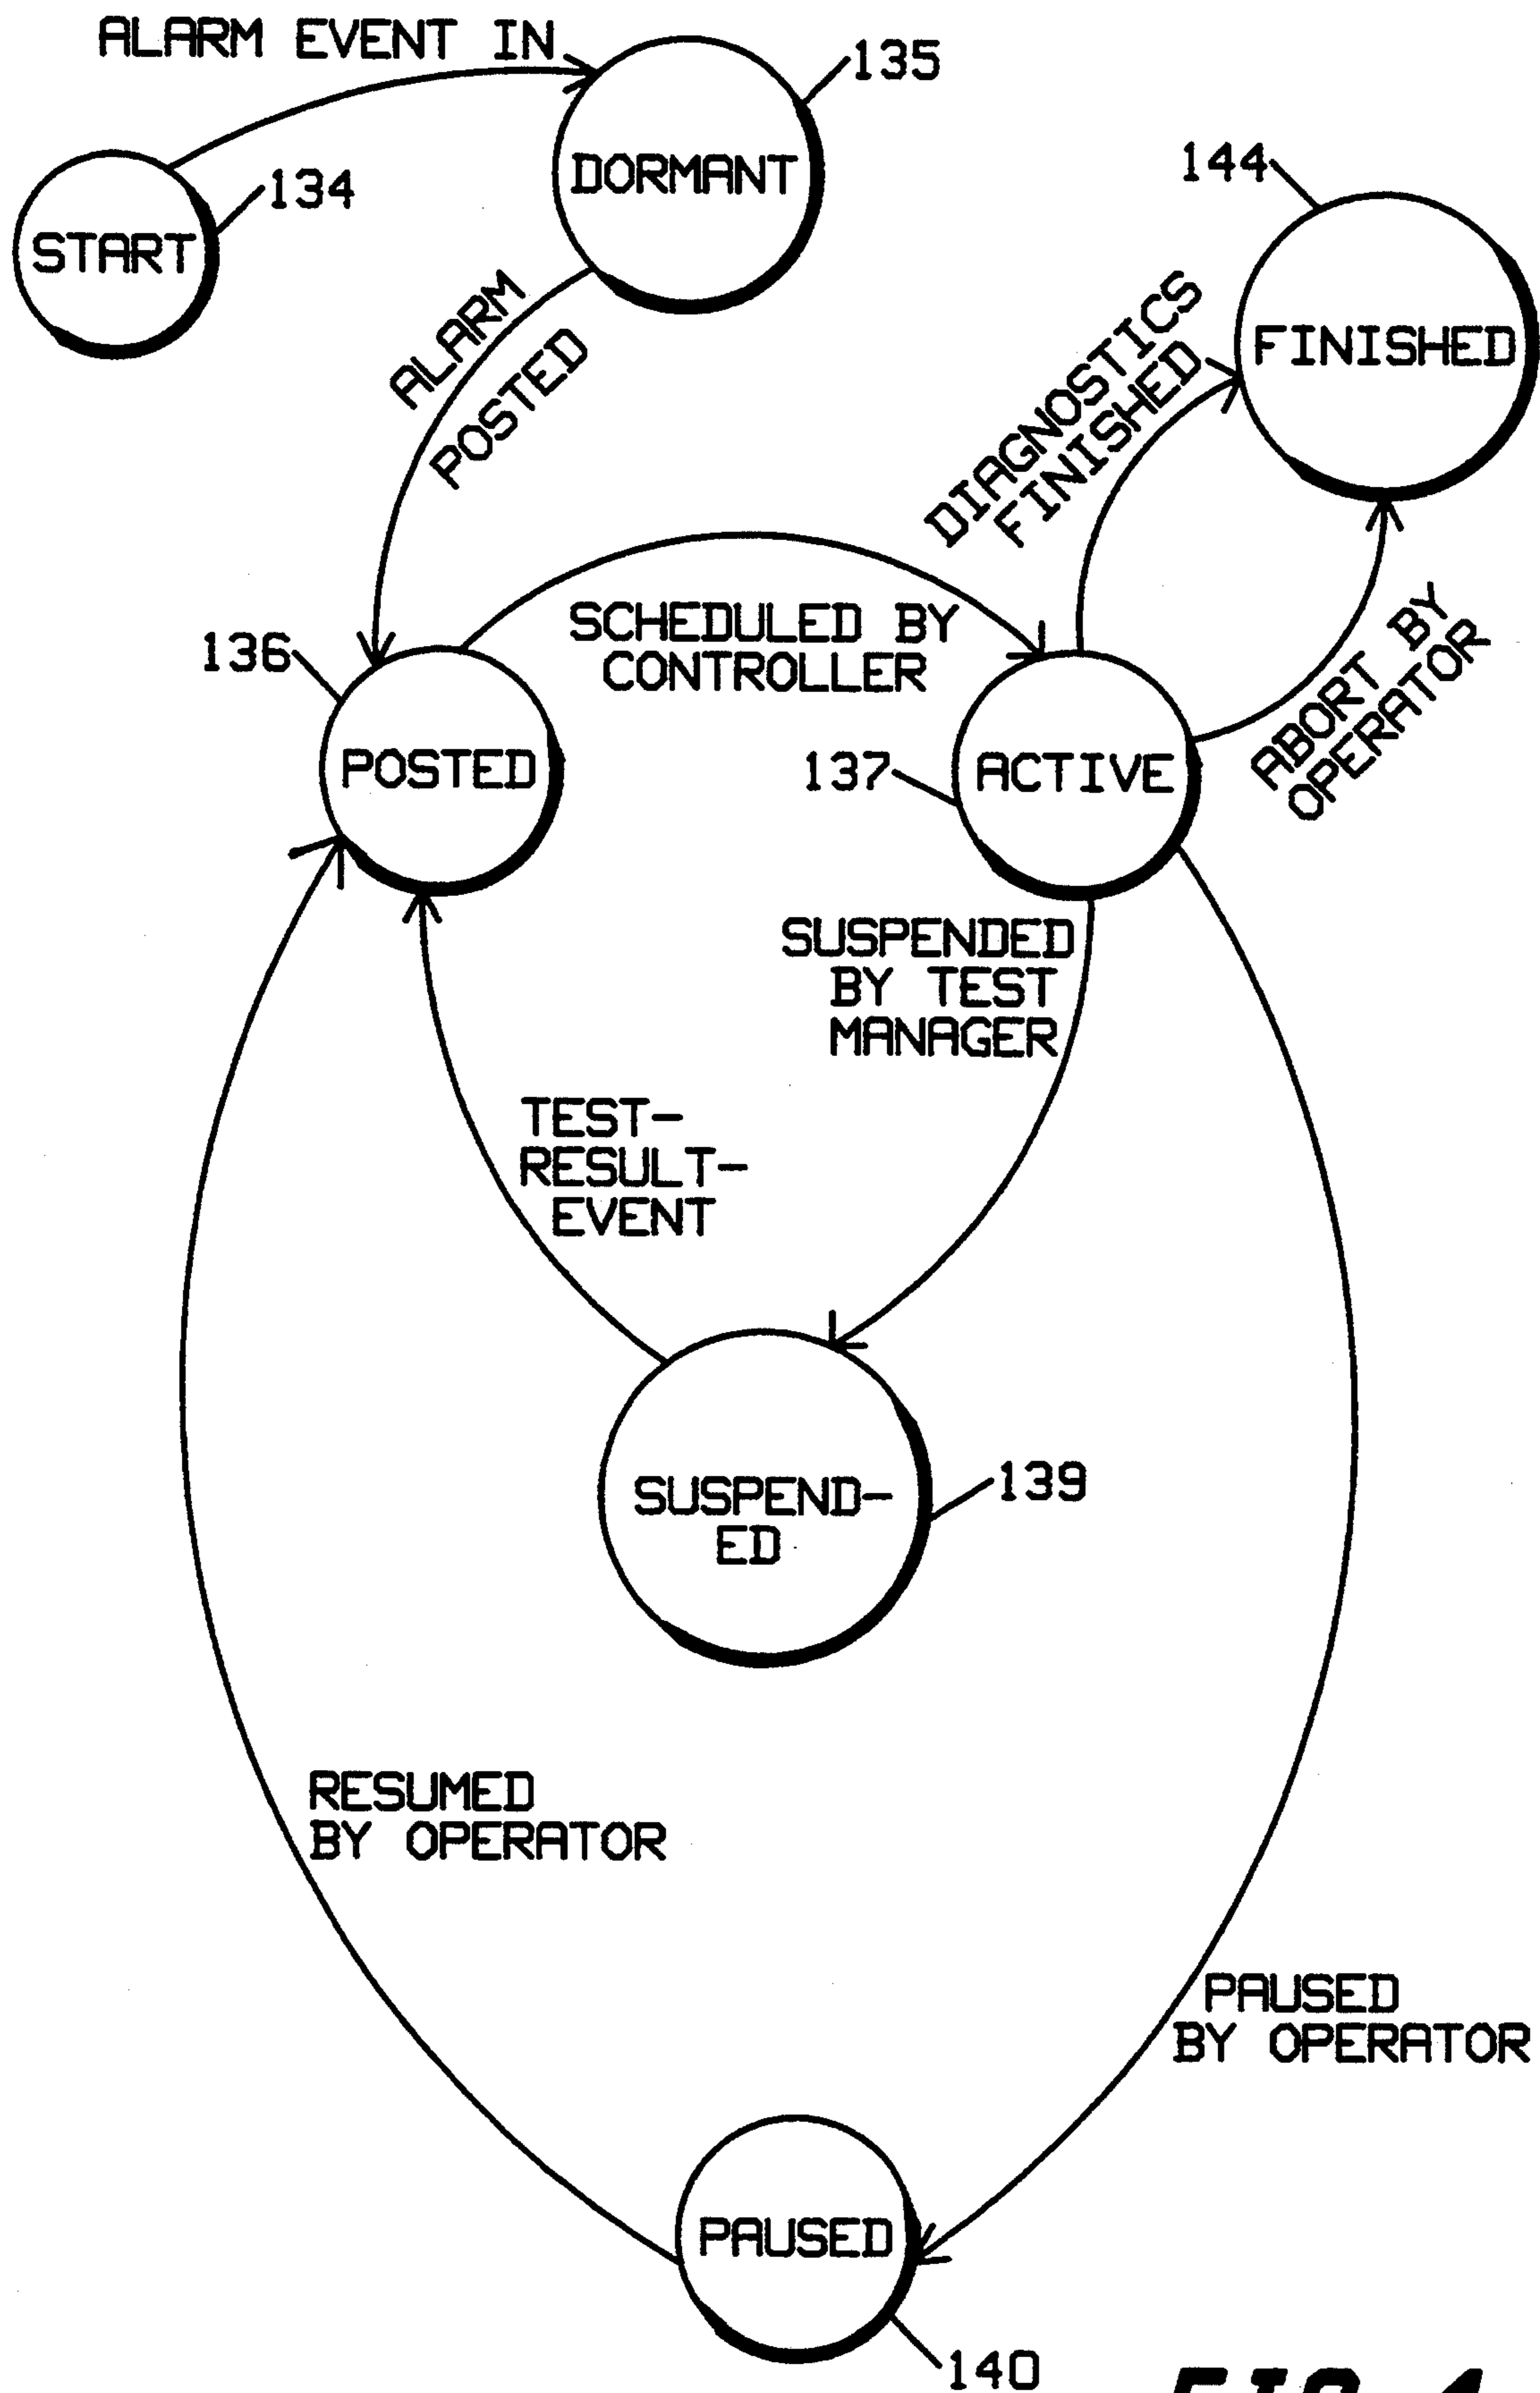 ALARM EVENT IN
135
DORMANT
134
START
144
FINISHED
ALARM
POSTED
DIAGNOSTICS
FINISHED
SCHEDULED BY
CONTROLLER
136
POSTED
137
ACTIVE
ABORT BY
OPERATOR
SUSPENDED
BY TEST
MANAGER
TEST-
RESULT-
EVENT
SUSPEND-
ED
139
RESUMED
BY OPERATOR
PAUSED
BY OPERATOR
PAUSED
140